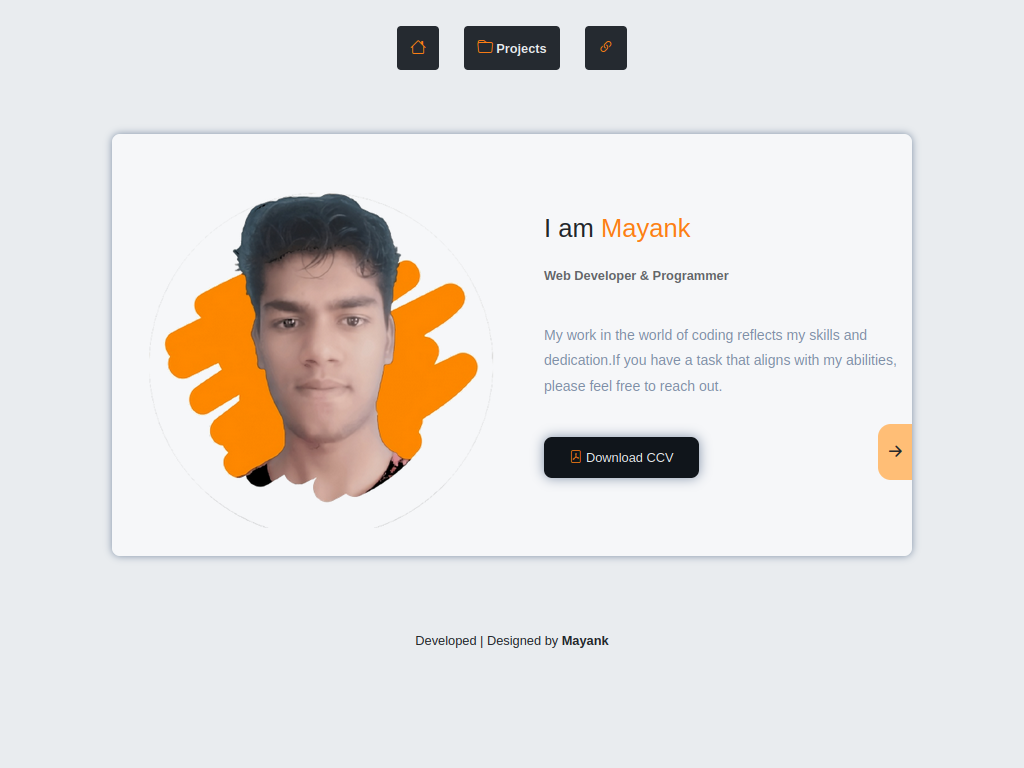 Projects
I am Mayank
Web Developer & Programmer
My work in the world of coding reflects my skills and
dedication.If you have a task that aligns with my abilities,
please feel free to reach out.
Download CCV
Developed | Designed by Mayank